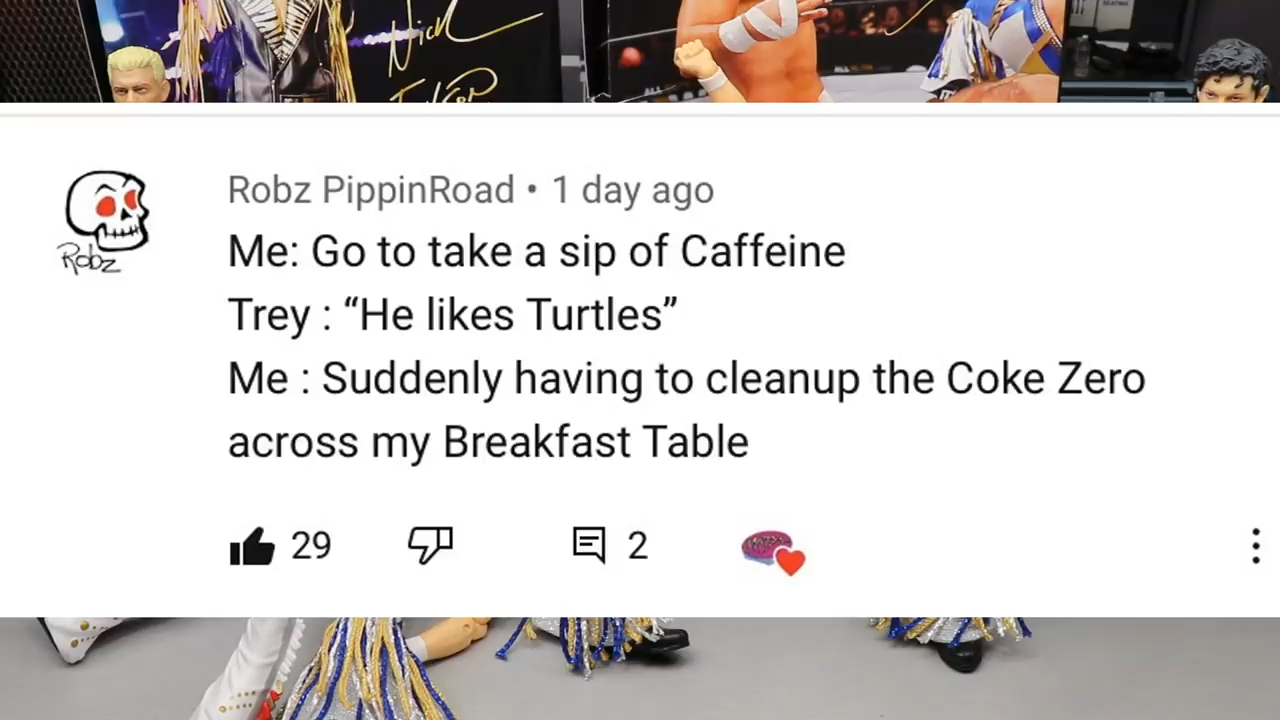 Nick
Robz PippinRoad • 1 day ago
Me: Go to take a sip of Caffeine
Trey : “He likes Turtles”
Me : Suddenly having to cleanup the Coke Zero
across my Breakfast Table
Robz
29
2